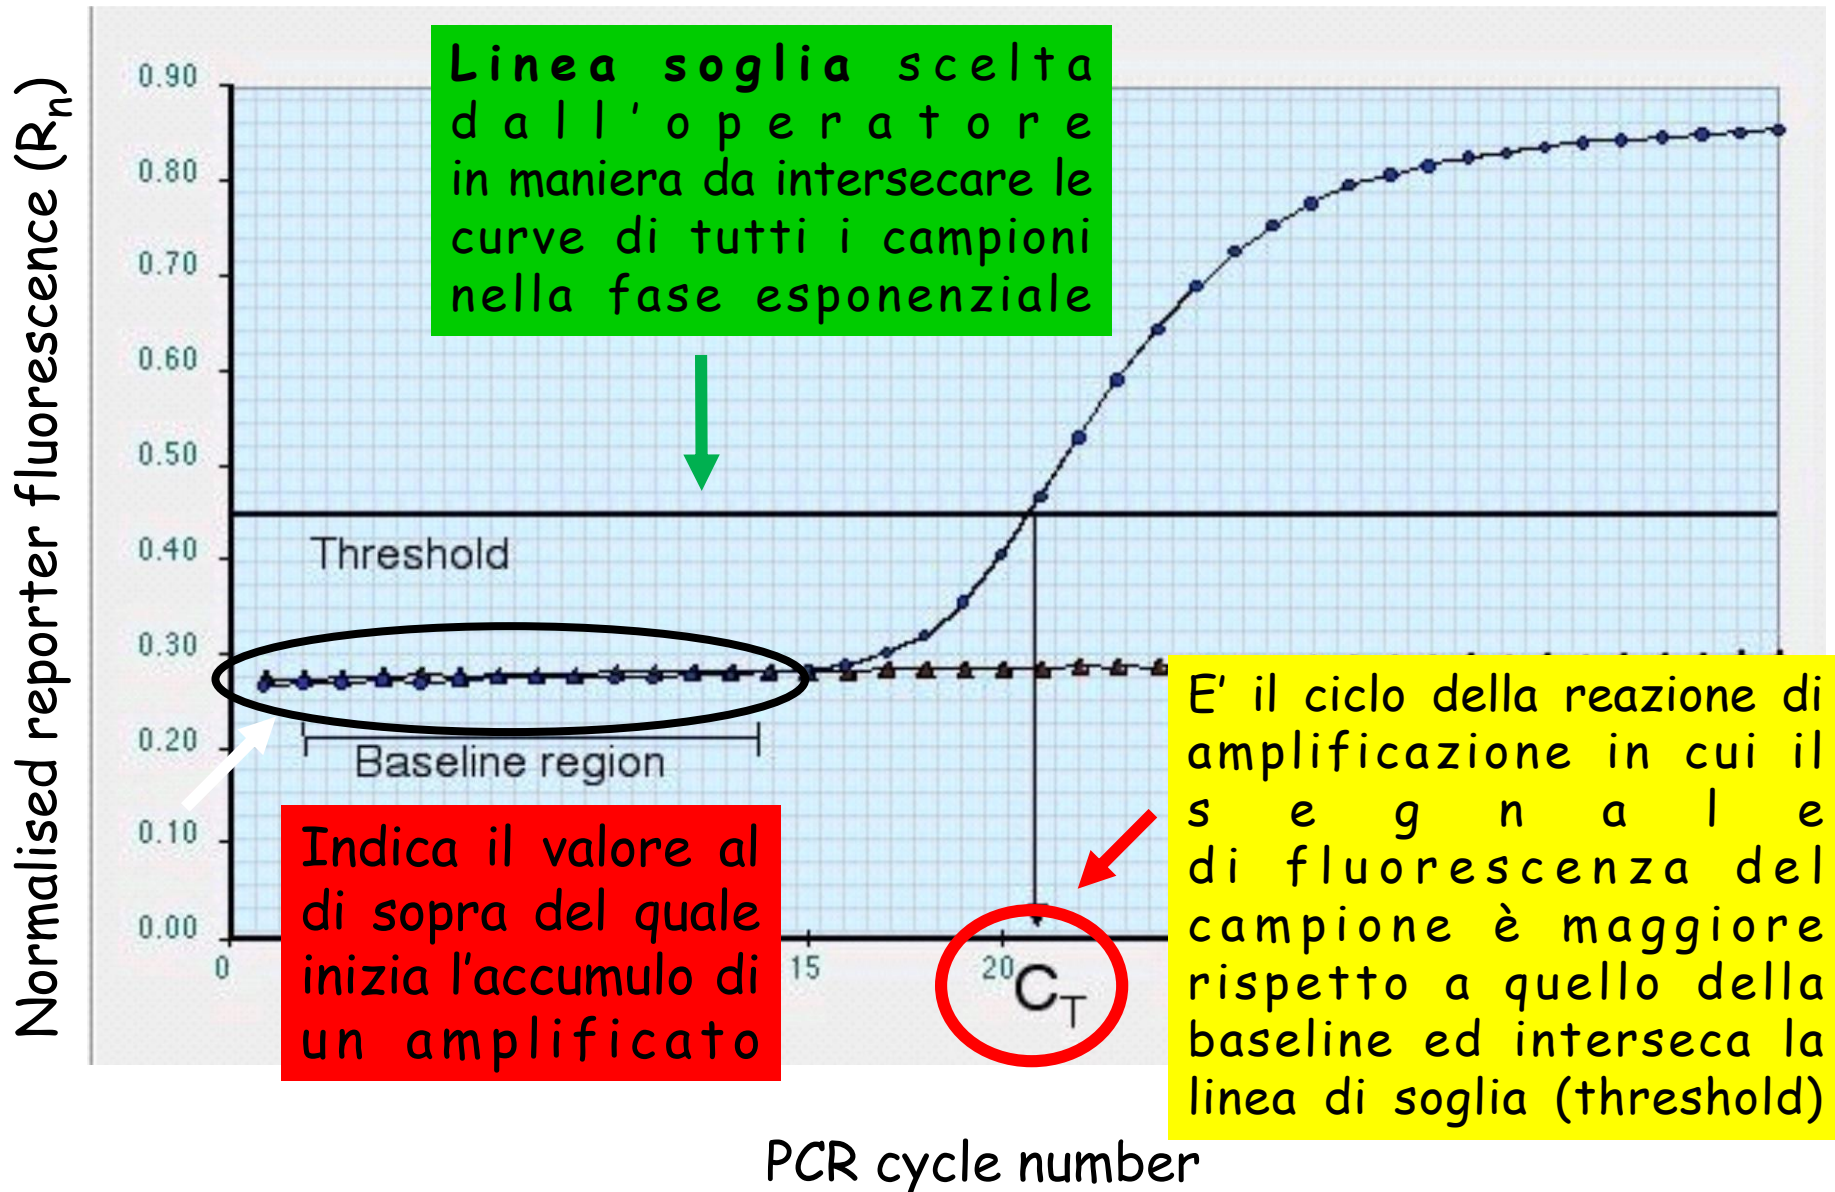 Linea soglia scelta
dall'operatore
in maniera da intersecare le
curve di tutti i campioni
nella fase esponenziale
Normalised reporter fluorescence (Rn)
0.90
0.80
0.70
0.60
0.50
0.40
0.30
0.20
0.10
0.00
Threshold
Baseline region
Indica il valore al
di sopra del quale
inizia l'accumulo di
un amplificato
E' il ciclo della reazione di
amplificazione in cui il
segnale
di fluorescenza del
campione è maggiore
rispetto a quello della
baseline ed interseca la
linea di soglia (threshold)
0
15
20
CT
PCR cycle number